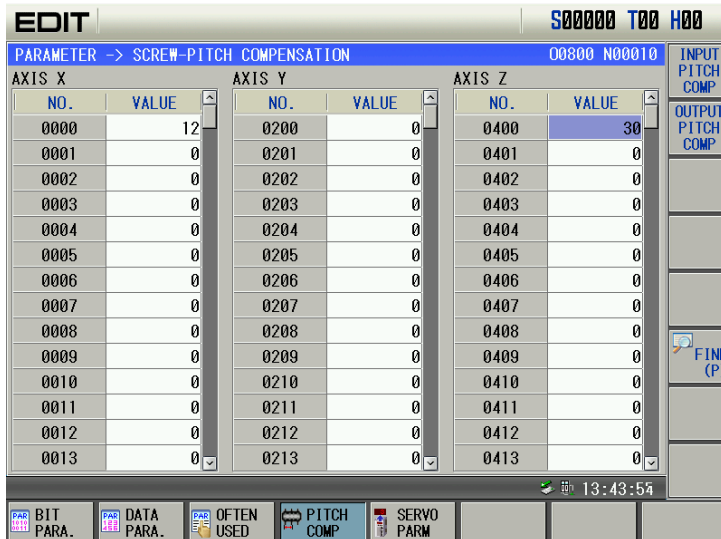 EDIT
S00000 T00 H00
PARAMETER -> SCREW-PITCH COMPENSATION O0800 N00010
AXIS X AXIS Y AXIS Z
NO. VALUE NO. VALUE NO. VALUE
0000 12 0200 0 0400 30
0001 0 0201 0 0401 0
0002 0 0202 0 0402 0
0003 0 0203 0 0403 0
0004 0 0204 0 0404 0
0005 0 0205 0 0405 0
0006 0 0206 0 0406 0
0007 0 0207 0 0407 0
0008 0 0208 0 0408 0
0009 0 0209 0 0409 0
0010 0 0210 0 0410 0
0011 0 0211 0 0411 0
0012 0 0212 0 0412 0
0013 0 0213 0 0413 0
INPUT
PITCH
COMP
OUTPUT
PITCH
COMP
FIN
(P
13:43:54
BIT
PARA.
DATA
PARA.
OFTEN
USED
PITCH
COMP
SERVO
PARM